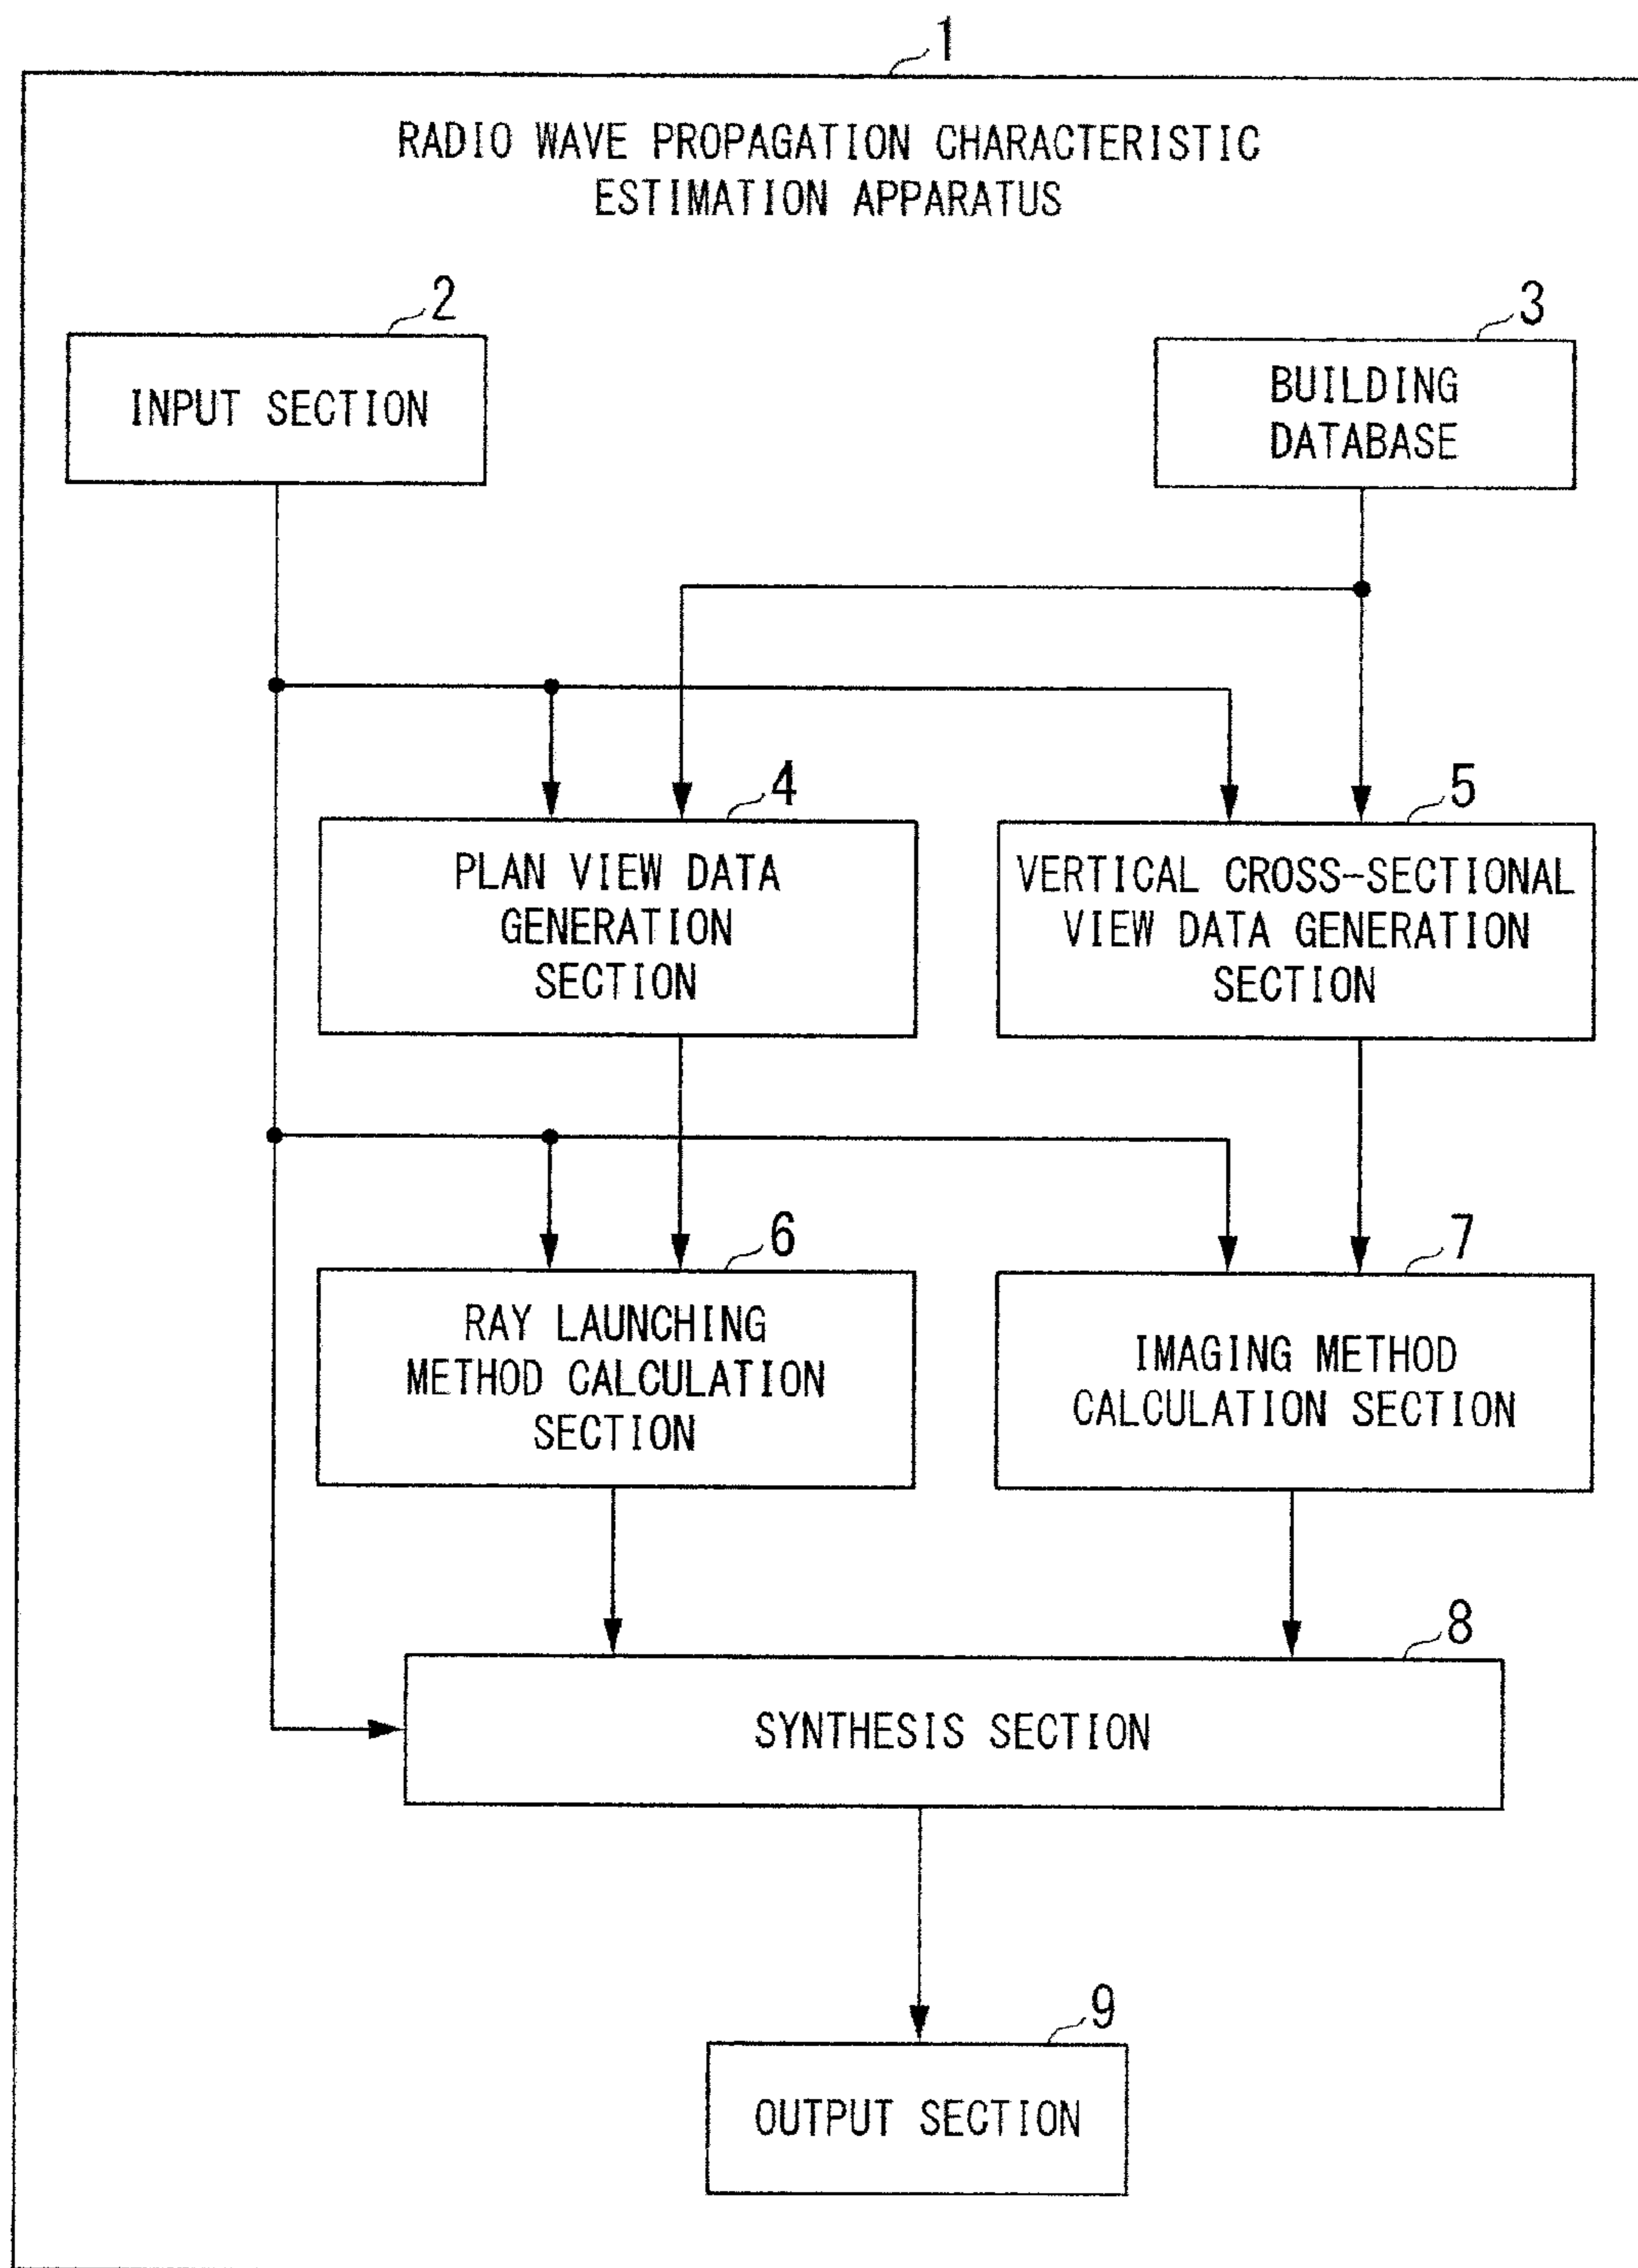 1
RADIO WAVE PROPAGATION CHARACTERISTIC
ESTIMATION APPARATUS
2
INPUT SECTION
3
BUILDING
DATABASE
4
PLAN VIEW DATA
GENERATION
SECTION
5
VERTICAL CROSS-SECTIONAL
VIEW DATA GENERATION
SECTION
6
RAY LAUNCHING
METHOD CALCULATION
SECTION
7
IMAGING METHOD
CALCULATION SECTION
8
SYNTHESIS SECTION
9
OUTPUT SECTION